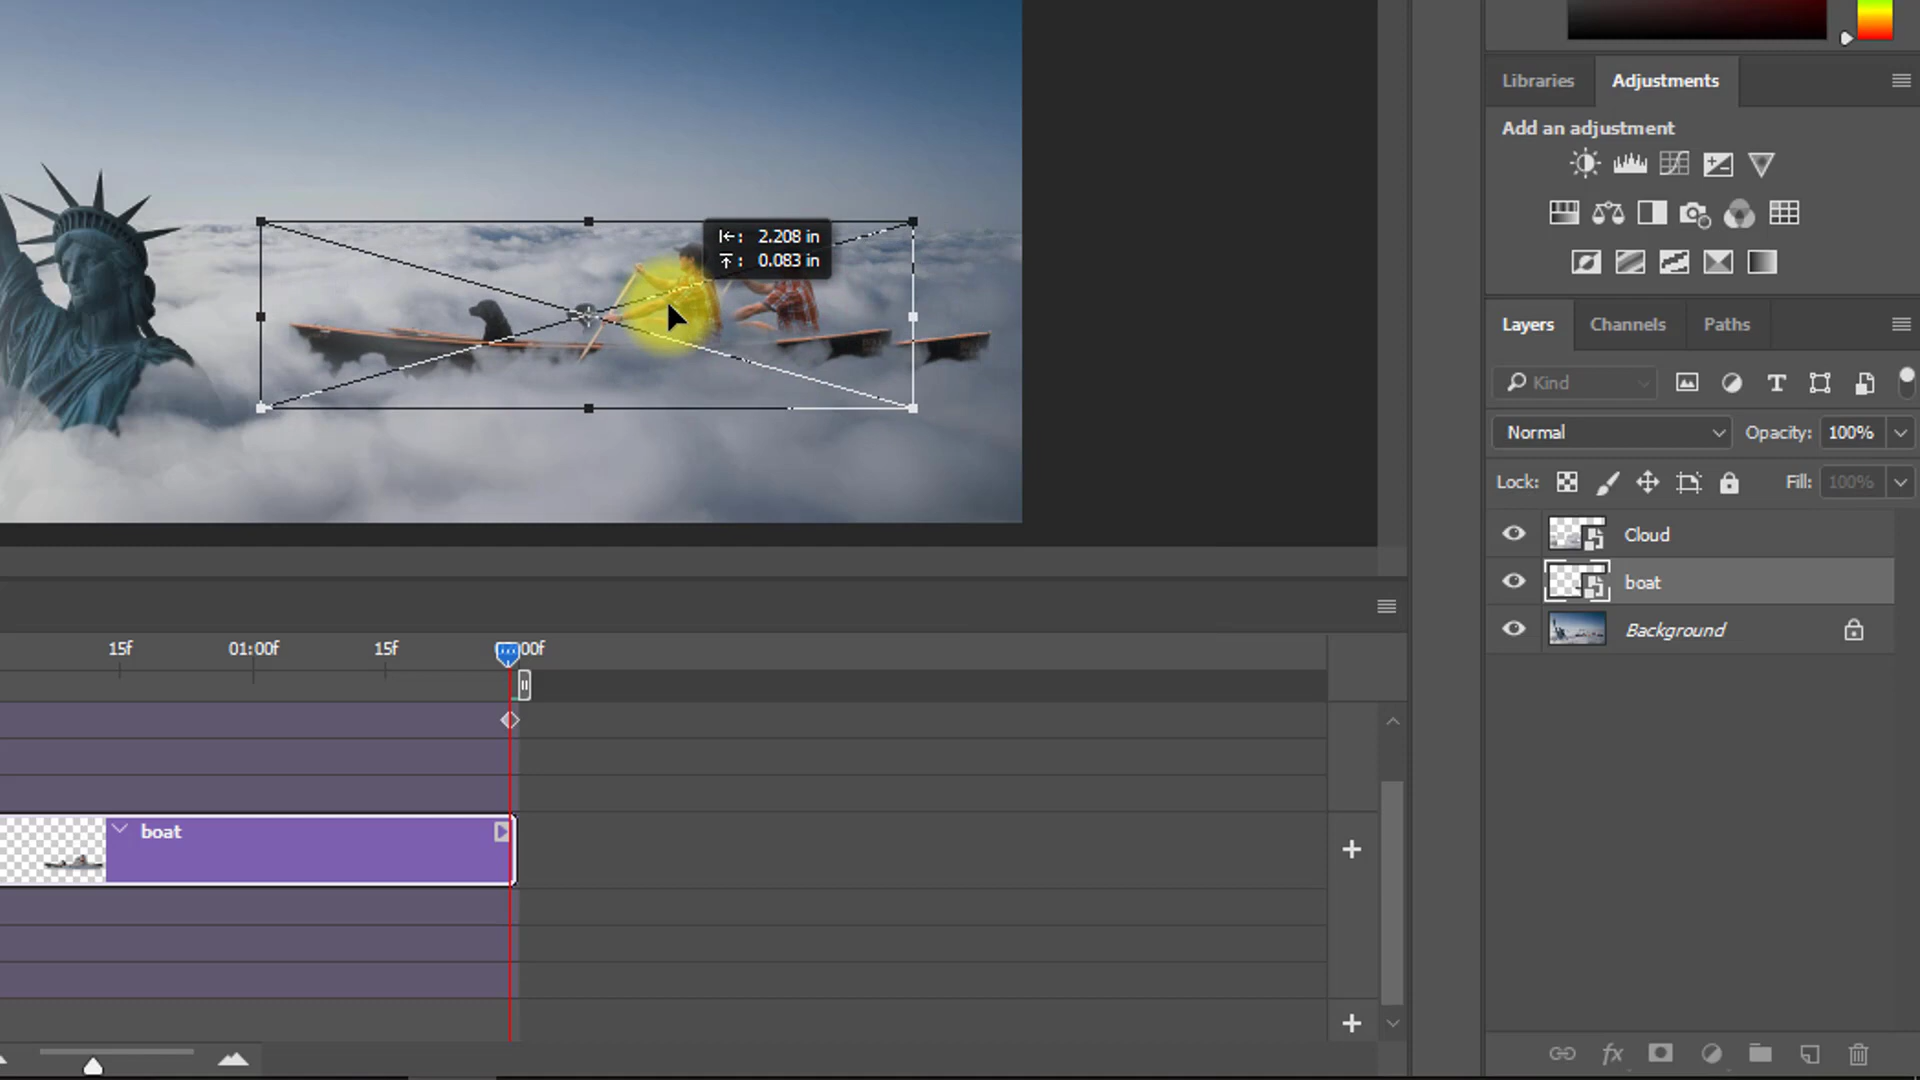 Libraries
Adjustments
Add an adjustment
2.208 in
0.083 in
Layers
Channels
Paths
Kind
Normal
Opacity: 100%
Lock:
Fill: 100%
Cloud
boat
Background
15f
01:00f
15f
00f
boat